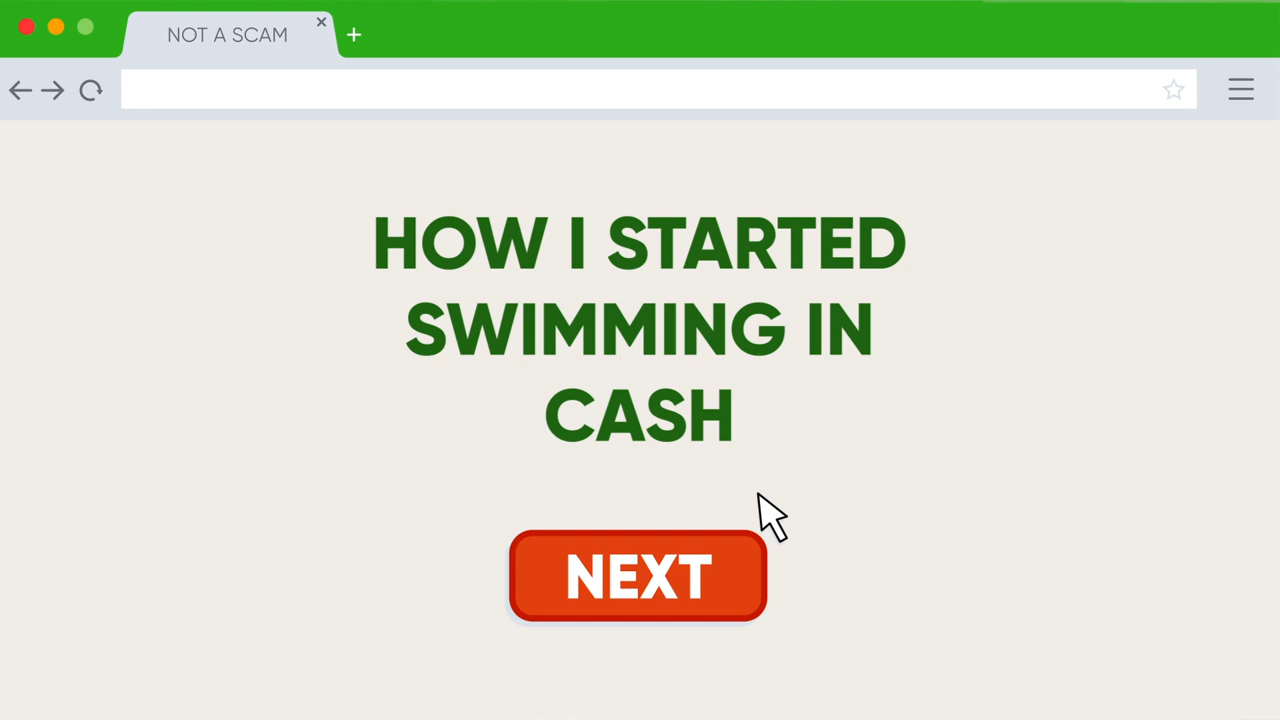 NOT A SCAM
HOW I STARTED
SWIMMING IN
CASH
NEXT